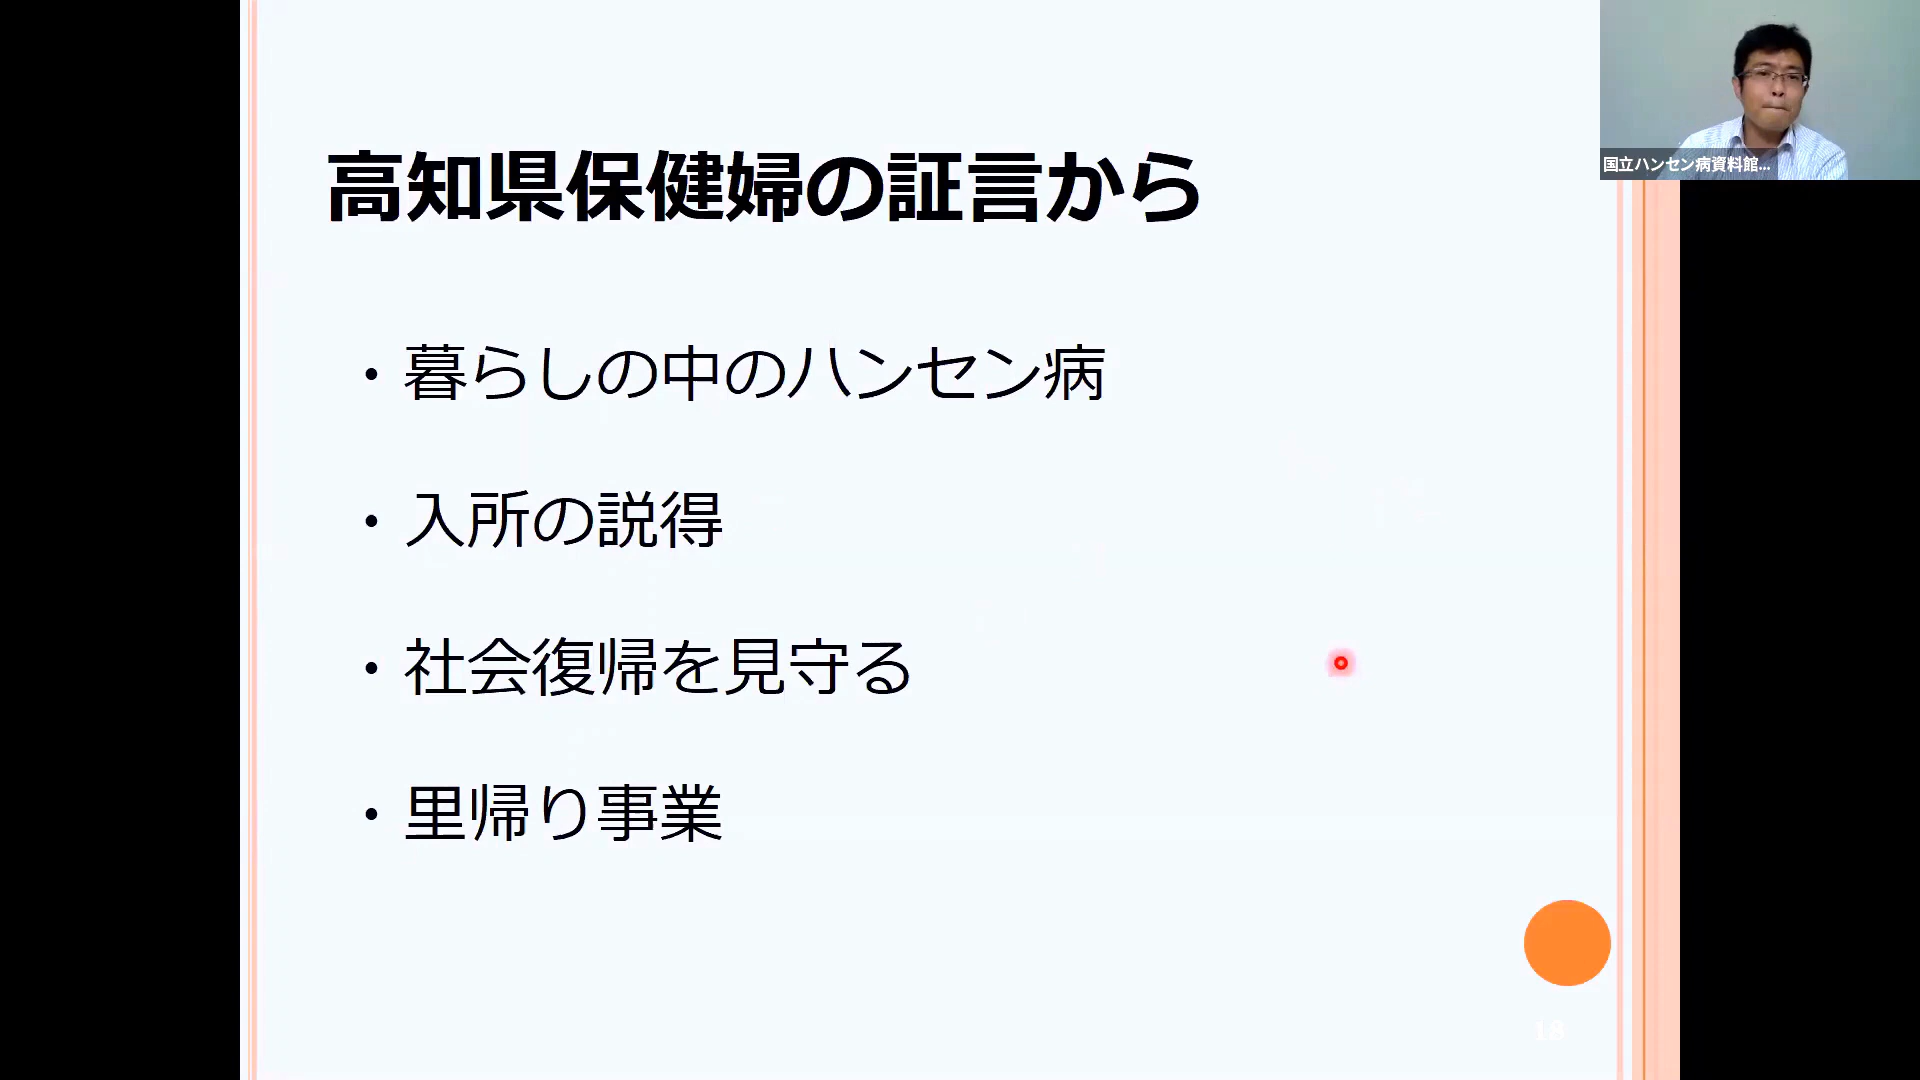 高知県保健婦の証言から
・暮らしの中のハンセン病
・入所の説得
・社会復帰を見守る
・里帰り事業
国立ハンセン病資料館...
18